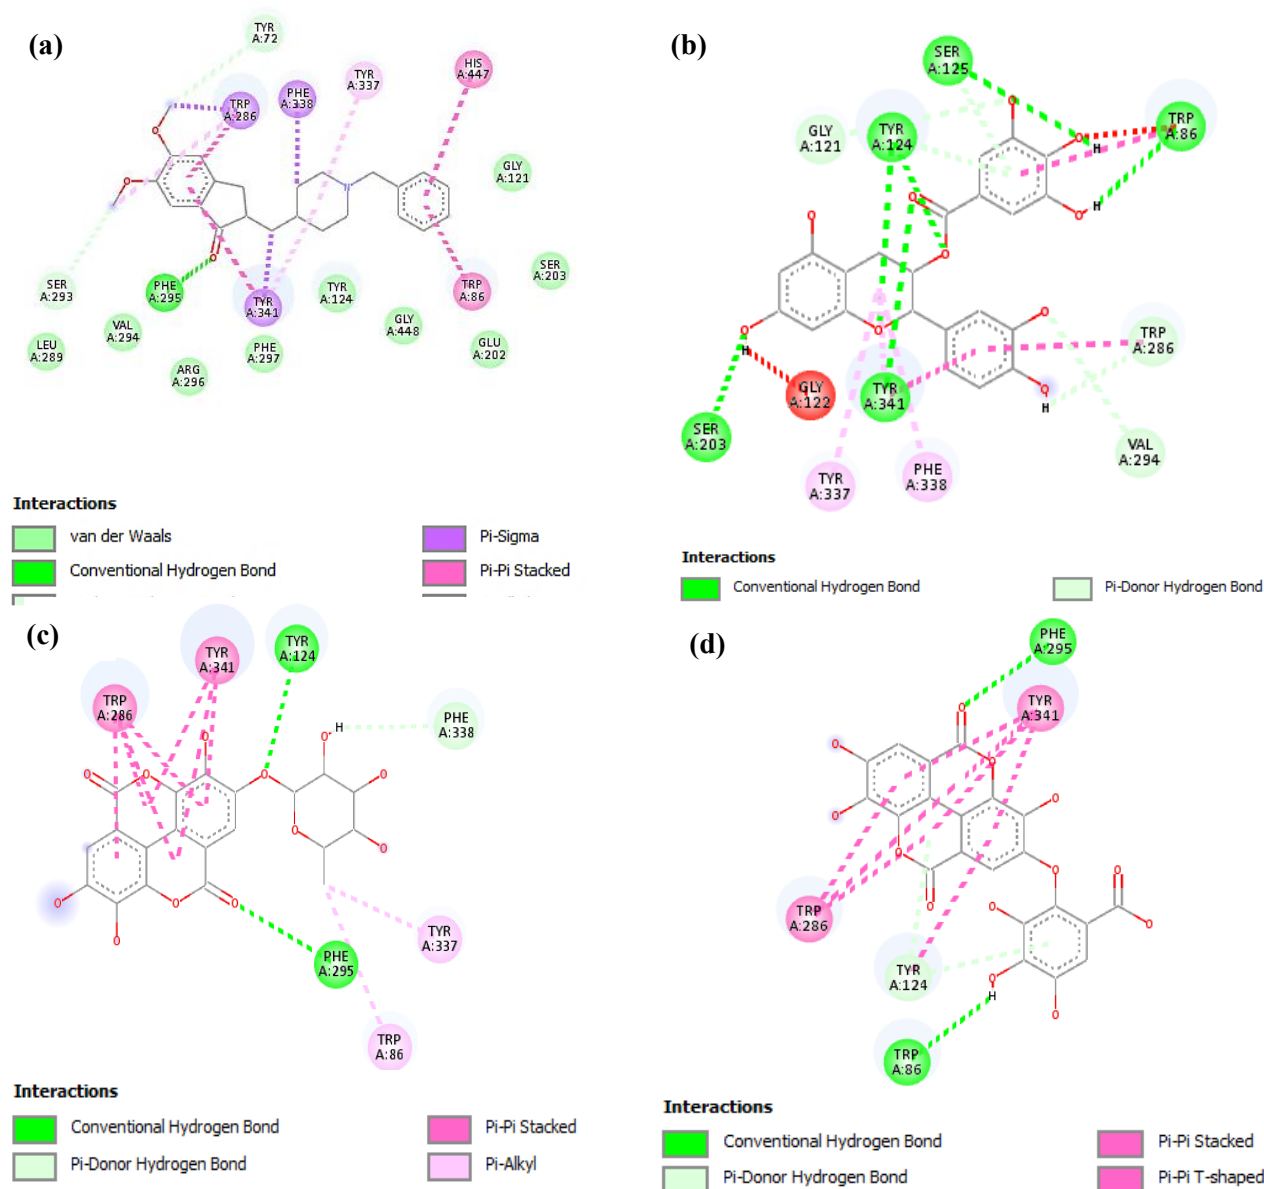 (a)
TYR
A:72
TRP
A:286
PHE
A:338
TYR
A:337
HIS
A:447
GLY
A:121
O
O
N
O
SER
A:293
PHE
A:295
TYR
A:341
TYR
A:124
TRP
A:86
SER
A:203
LEU
A:289
VAL
A:294
ARG
A:296
PHE
A:297
GLY
A:448
GLU
A:202
Interactions
van der Waals
Conventional Hydrogen Bond
Pi-Sigma
Pi-Pi Stacked
(b)
SER
A:125
GLY
A:121
TYR
A:124
TRP
A:86
O
O
H
O
H
O
O
O
O
O
H
O
O
H
SER
A:203
GLY
A:122
TYR
A:341
TYR
A:337
PHE
A:338
TRP
A:286
VAL
A:294
Interactions
Conventional Hydrogen Bond
Pi-Donor Hydrogen Bond
(c)
TYR
A:341
TYR
A:124
TRP
A:286
PHE
A:338
O
H
O
O
O
O
O
O
O
O
O
O
O
O
PHE
A:295
TYR
A:337
TRP
A:86
Interactions
Conventional Hydrogen Bond
Pi-Donor Hydrogen Bond
Pi-Pi Stacked
Pi-Alkyl
(d)
PHE
A:295
TYR
A:341
O
O
O
O
O
O
O
O
O
O
O
O
H
O
TRP
A:286
TYR
A:124
TRP
A:86
Interactions
Conventional Hydrogen Bond
Pi-Donor Hydrogen Bond
Pi-Pi Stacked
Pi-Pi T-shaped